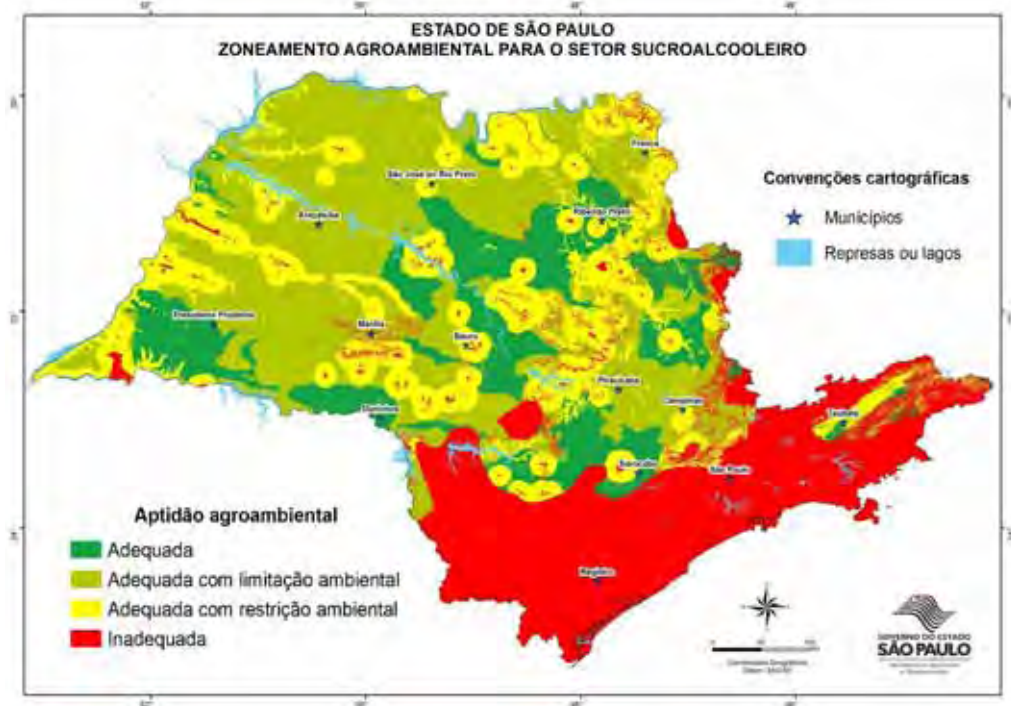 ESTADO DE SÃO PAULO
ZONEAMENTO AGROAMBIENTAL PARA O SETOR SUCROALCOOLEIRO
Franca
São José do Rio Preto
Convenções cartográficas
Ribeirão Preto
Municípios
Araçatuba
Represas ou lagos
Presidente Prudente
Marília
Bauru
Piracicaba
Campinas
Ourinhos
Taubaté
Sorocaba
São Paulo
Aptidão agroambiental
Adequada
Adequada com limitação ambiental
Registro
Adequada com restrição ambiental
Inadequada
GOVERNO DO ESTADO
SÃO PAULO